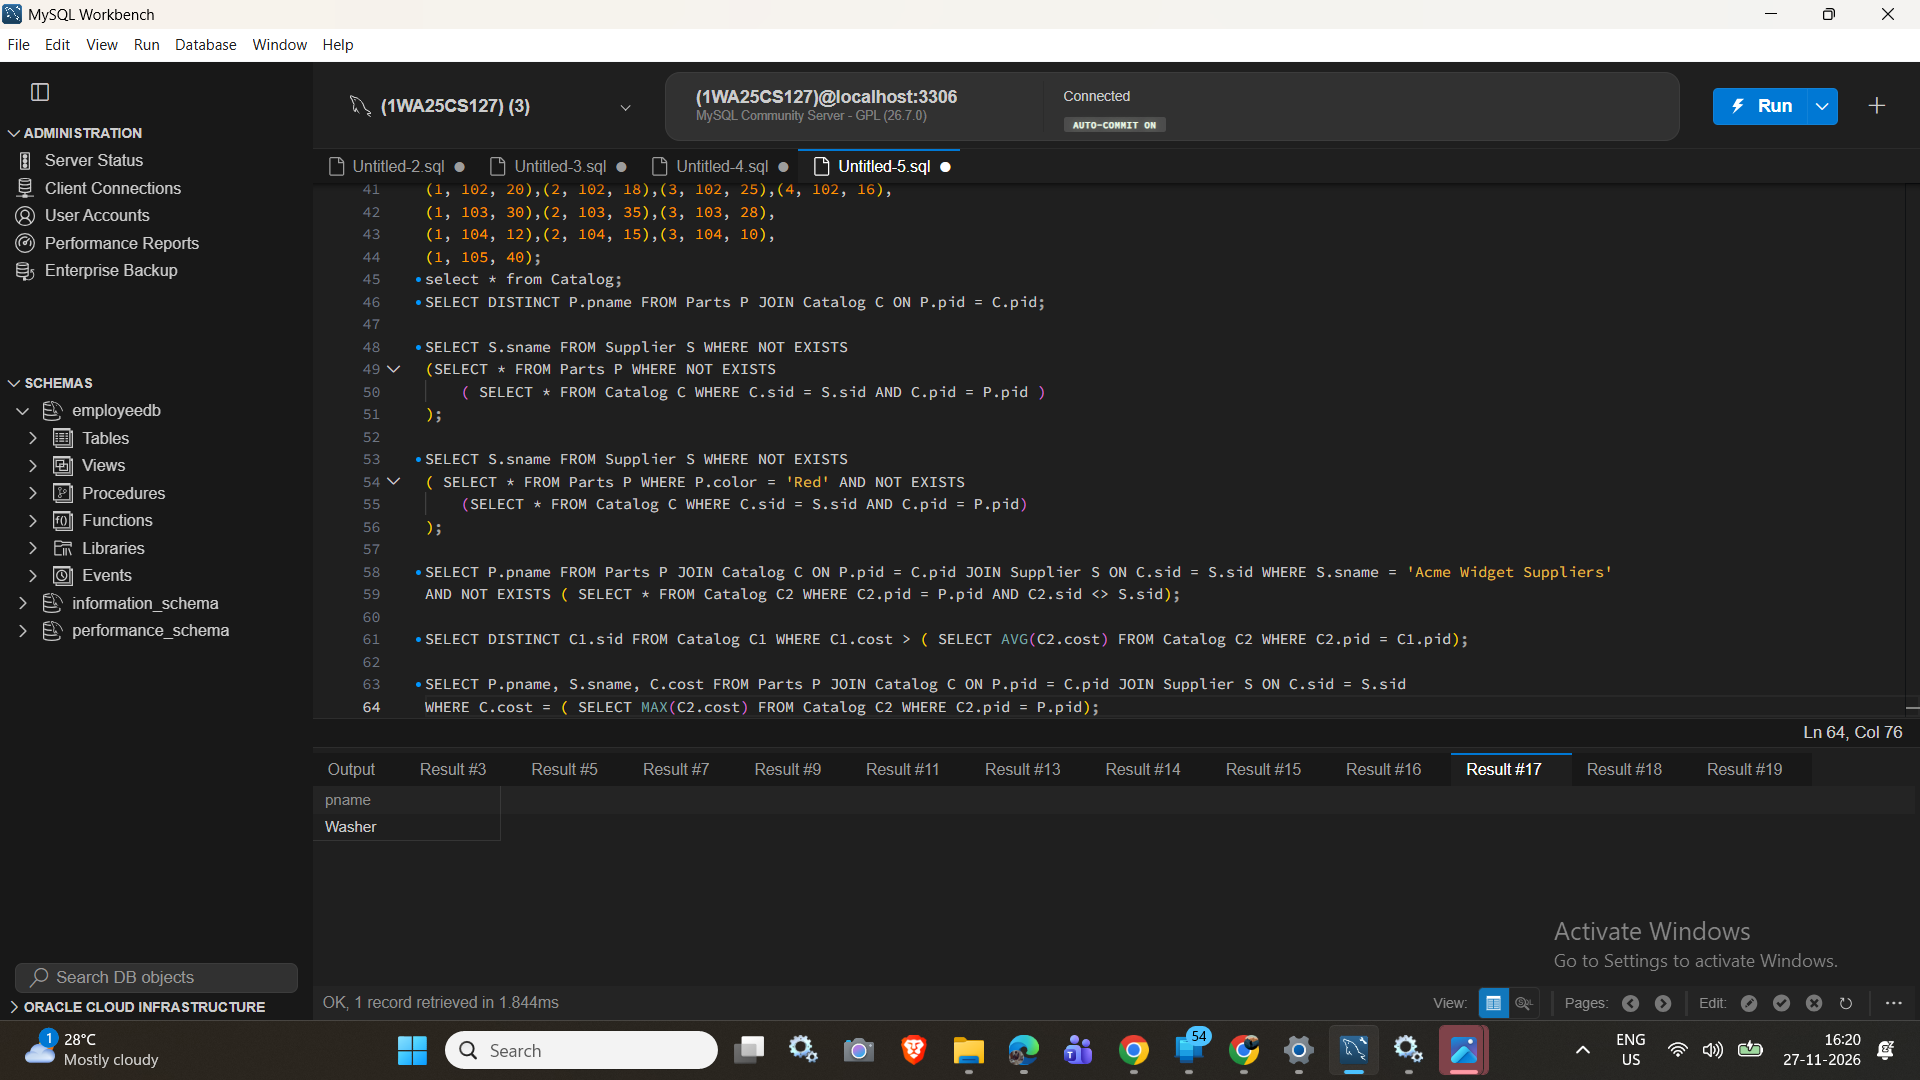 MySQL Workbench
File Edit View Run Database Window Help
(1WA25CS127) (3)
(1WA25CS127)@localhost:3306
MySQL Community Server - GPL (26.7.0)
Connected
AUTO-COMMIT ON
Run
ADMINISTRATION
Server Status
Client Connections
User Accounts
Performance Reports
Enterprise Backup
SCHEMAS
employeedb
Tables
Views
Procedures
Functions
Libraries
Events
information_schema
performance_schema
Search DB objects
ORACLE CLOUD INFRASTRUCTURE
Untitled-2.sql Untitled-3.sql Untitled-4.sql Untitled-5.sql
41 (1, 102, 20),(2, 102, 18),(3, 102, 25),(4, 102, 16),
42 (1, 103, 30),(2, 103, 35),(3, 103, 28),
43 (1, 104, 12),(2, 104, 15),(3, 104, 10),
44 (1, 105, 40);
45 select * from Catalog;
46 SELECT DISTINCT P.pname FROM Parts P JOIN Catalog C ON P.pid = C.pid;
47
48 SELECT S.sname FROM Supplier S WHERE NOT EXISTS
49 (SELECT * FROM Parts P WHERE NOT EXISTS
50 ( SELECT * FROM Catalog C WHERE C.sid = S.sid AND C.pid = P.pid )
51 );
52
53 SELECT S.sname FROM Supplier S WHERE NOT EXISTS
54 ( SELECT * FROM Parts P WHERE P.color = 'Red' AND NOT EXISTS
55 (SELECT * FROM Catalog C WHERE C.sid = S.sid AND C.pid = P.pid)
56 );
57
58 SELECT P.pname FROM Parts P JOIN Catalog C ON P.pid = C.pid JOIN Supplier S ON C.sid = S.sid WHERE S.sname = 'Acme Widget Suppliers'
59 AND NOT EXISTS ( SELECT * FROM Catalog C2 WHERE C2.pid = P.pid AND C2.sid <> S.sid);
60
61 SELECT DISTINCT C1.sid FROM Catalog C1 WHERE C1.cost > ( SELECT AVG(C2.cost) FROM Catalog C2 WHERE C2.pid = C1.pid);
62
63 SELECT P.pname, S.sname, C.cost FROM Parts P JOIN Catalog C ON P.pid = C.pid JOIN Supplier S ON C.sid = S.sid
64 WHERE C.cost = ( SELECT MAX(C2.cost) FROM Catalog C2 WHERE C2.pid = P.pid);
Ln 64, Col 76
Output Result #3 Result #5 Result #7 Result #9 Result #11 Result #13 Result #14 Result #15 Result #16 Result #17 Result #18 Result #19
pname
Washer
Activate Windows
Go to Settings to activate Windows.
OK, 1 record retrieved in 1.844ms
View: Pages: Edit:
1 28°C
Mostly cloudy
Search
54
ENG
US
16:20
27-11-2026